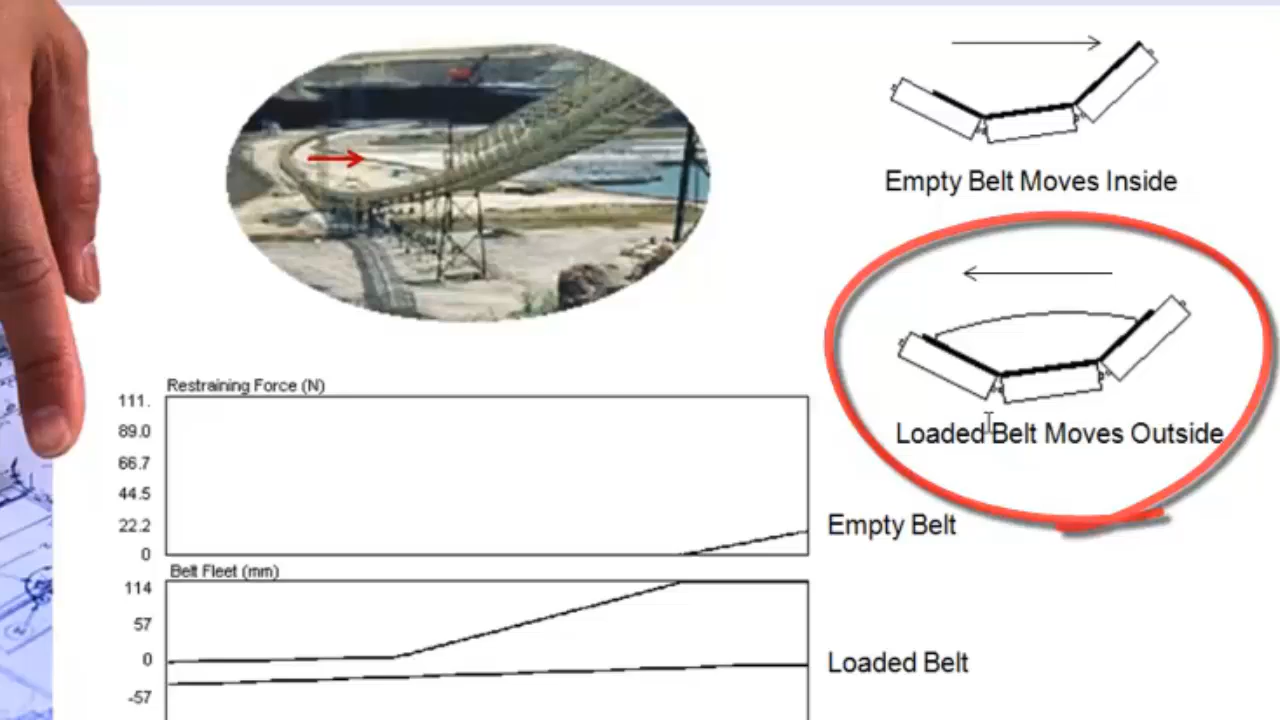 Empty Belt Moves Inside
Loaded Belt Moves Outside
Restraining Force (N)
111.
89.0
66.7
44.5
22.2
0
Empty Belt
Belt Fleet (mm)
114
57
0
-57
Loaded Belt